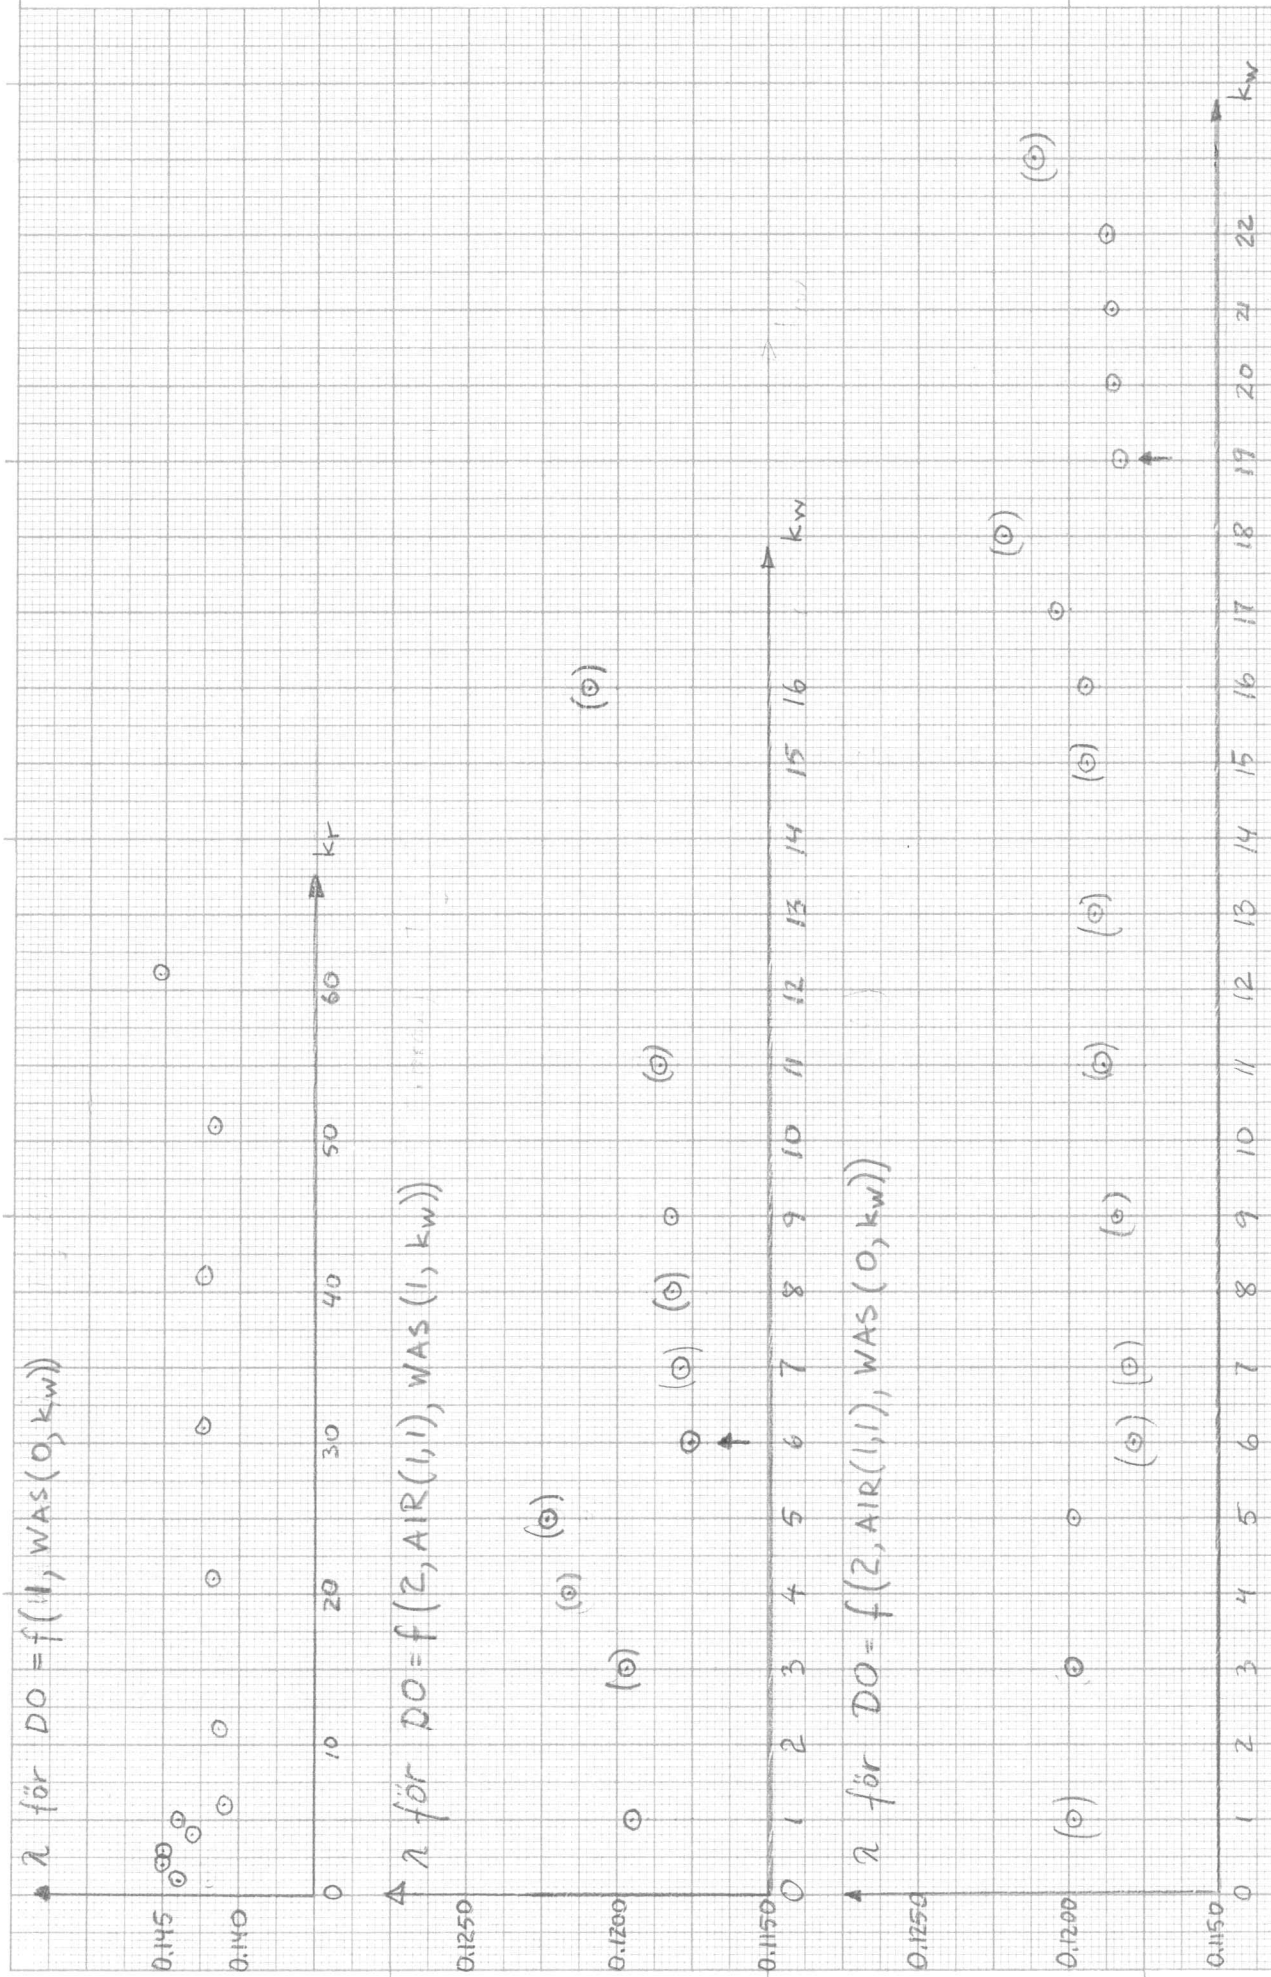 λ för DO = f(1, WAS(0, kw))
0.145
0.140
0 10 20 30 40 50 60
kr
λ för DO = f(2, AIR(1,1), WAS(1, kw))
0.1250
0.1200
0.1150
0 1 2 3 4 5 6 7 8 9 10 11 12 13 14 15 16
kw
λ för DO = f(2, AIR(1,1), WAS(0, kw))
0.1250
0.1200
0.1150
0 1 2 3 4 5 6 7 8 9 10 11 12 13 14 15 16 17 18 19 20 21 22
kw